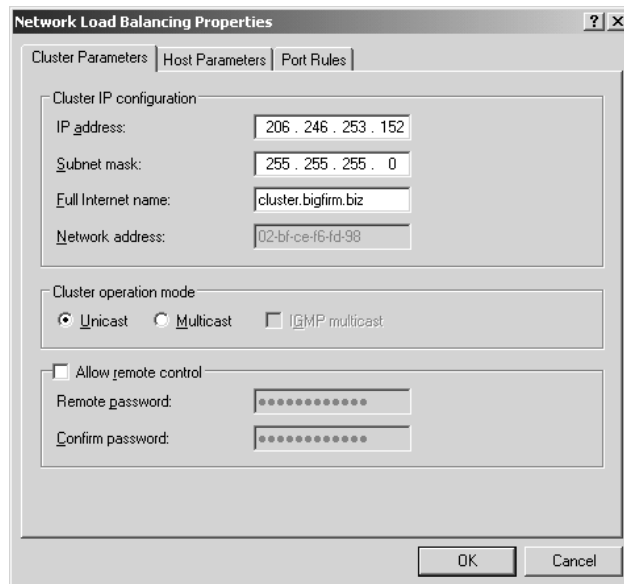 Network Load Balancing Properties
Cluster Parameters Host Parameters Port Rules
Cluster IP configuration
IP address: 206 . 246 . 253 . 152
Subnet mask: 255 . 255 . 255 . 0
Full Internet name: cluster.bigfirm.biz
Network address: 02-bf-ce-f6-fd-98
Cluster operation mode
Unicast Multicast IGMP multicast
Allow remote control
Remote password: ●●●●●●●●●●●●
Confirm password: ●●●●●●●●●●●●
OK Cancel